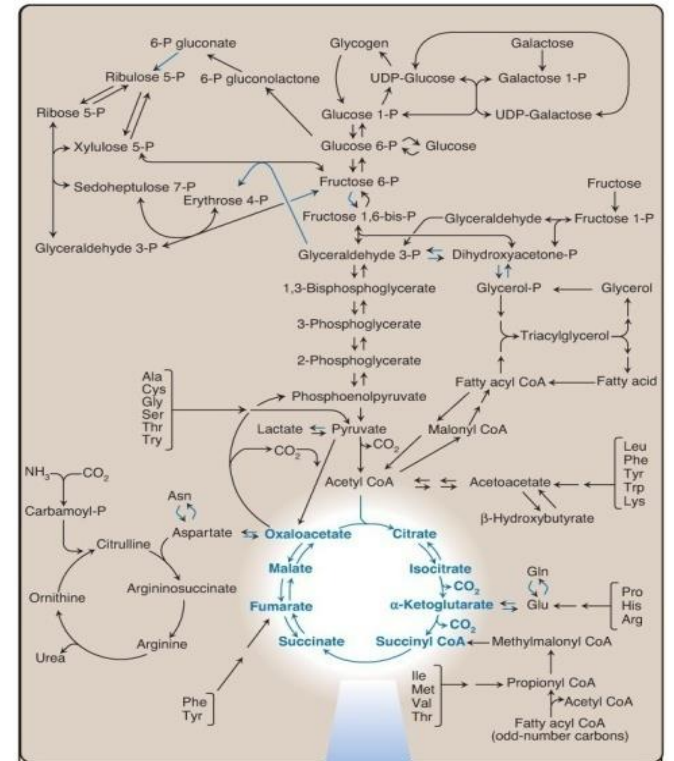 6-P gluconate
Glycogen
Galactose
Ribulose 5-P
6-P gluconolactone
UDP-Glucose
Galactose 1-P
Ribose 5-P
Glucose 1-P
UDP-Galactose
Xylulose 5-P
Glucose 6-P
Glucose
Sedoheptulose 7-P
Fructose 6-P
Fructose
Erythrose 4-P
Fructose 1,6-bis-P
Glyceraldehyde
Fructose 1-P
Glyceraldehyde 3-P
Glyceraldehyde 3-P
Dihydroxyacetone-P
1,3-Bisphosphoglycerate
Glycerol-P
Glycerol
3-Phosphoglycerate
Triacylglycerol
2-Phosphoglycerate
Ala
Cys
Gly
Ser
Thr
Try
Phosphoenolpyruvate
Fatty acyl CoA
Fatty acid
Lactate
Pyruvate
Malonyl CoA
CO2
CO2
Leu
Phe
Tyr
Trp
Lys
NH3
CO2
Acetyl CoA
Acetoacetate
Carbamoyl-P
Asn
β-Hydroxybutyrate
Citrulline
Aspartate
Oxaloacetate
Citrate
Malate
Isocitrate
Gln
Argininosuccinate
CO2
Ornithine
Fumarate
α-Ketoglutarate
Glu
Pro
His
Arg
CO2
Arginine
Succinate
Succinyl CoA
Methylmalonyl CoA
Urea
Ile
Met
Val
Thr
Propionyl CoA
Phe
Tyr
Acetyl CoA
Fatty acyl CoA
(odd-number carbons)